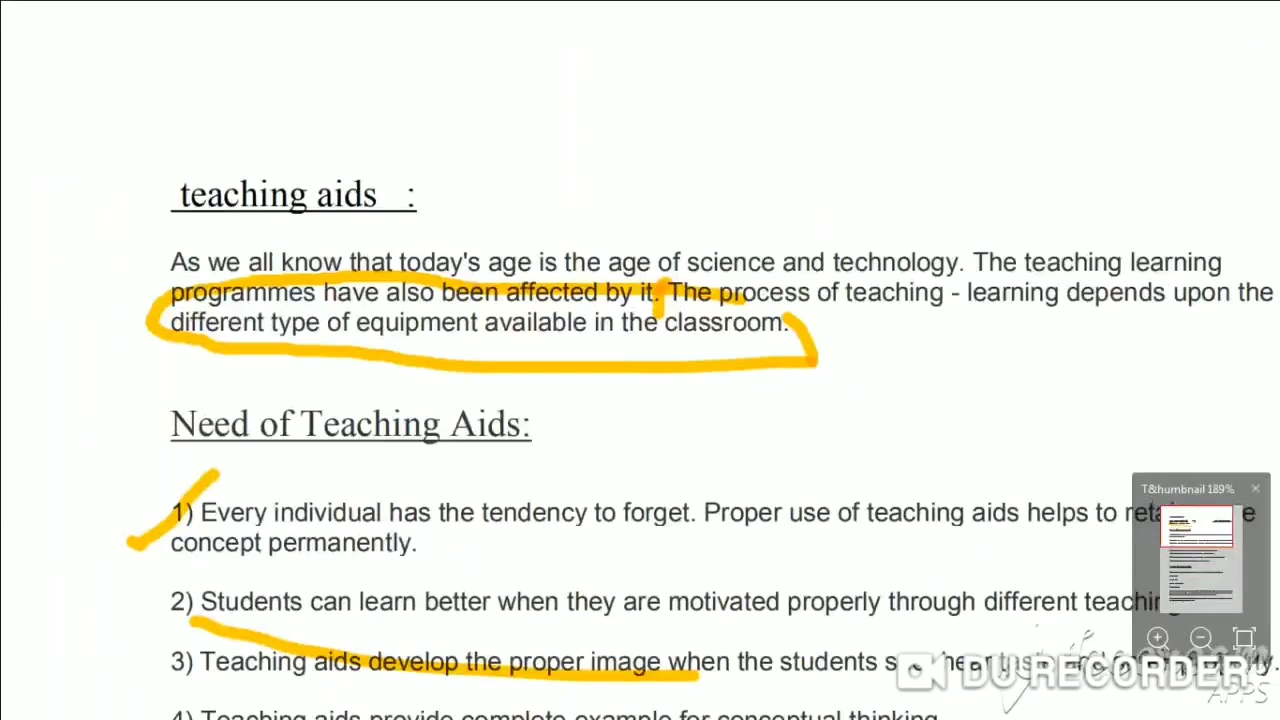 teaching aids :
As we all know that today's age is the age of science and technology. The teaching learning
programmes have also been affected by it. The process of teaching - learning depends upon the
different type of equipment available in the classroom.
Need of Teaching Aids:
1) Every individual has the tendency to forget. Proper use of teaching aids helps to
concept permanently.
2) Students can learn better when they are motivated properly through different
3) Teaching aids develop the proper image when the students
4) Teaching aids provide complete example for conceptual thinking.
T&thumbnail 189%
DU RECORDER
APPS